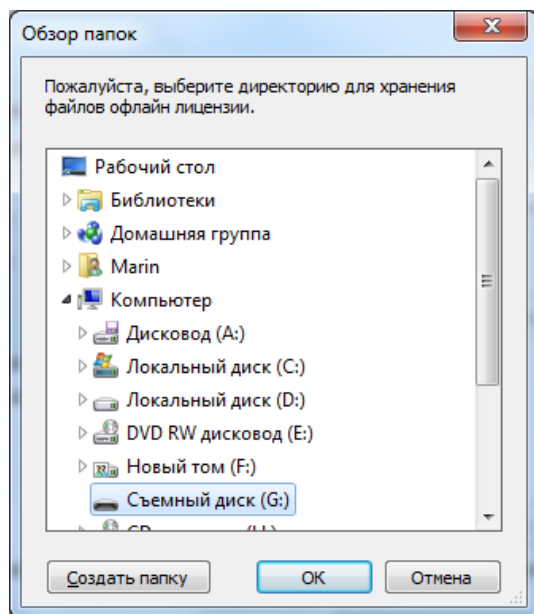 Обзор папок
Пожалуйста, выберите директорию для хранения
файлов офлайн лицензии.
Рабочий стол
Библиотеки
Домашняя группа
Marin
Компьютер
Дисковод (A:)
Локальный диск (C:)
Локальный диск (D:)
DVD RW дисковод (E:)
Новый том (F:)
Съемный диск (G:)
Создать папку
ОК
Отмена